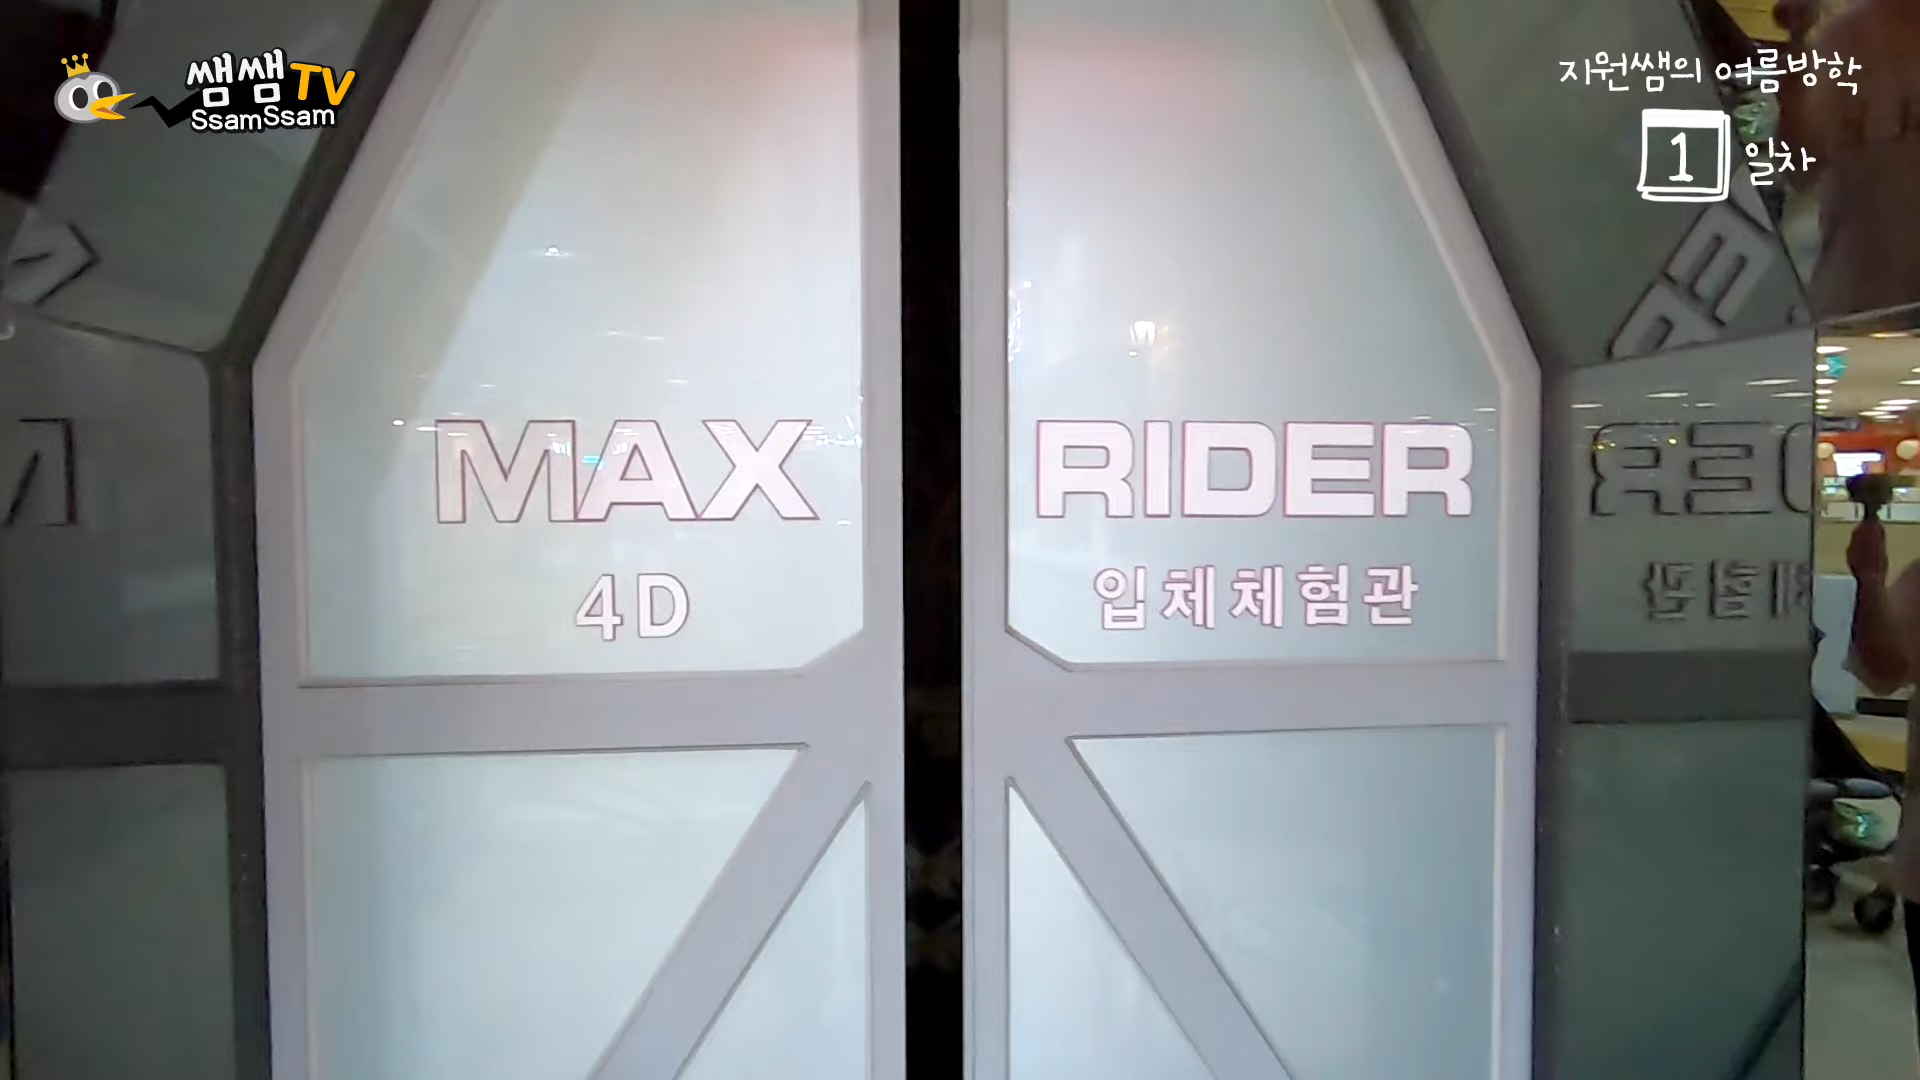 쌤쌤TV
SsamSsam
지원쌤의 여름방학
1 일차
MAX RIDER
4D 입체체험관